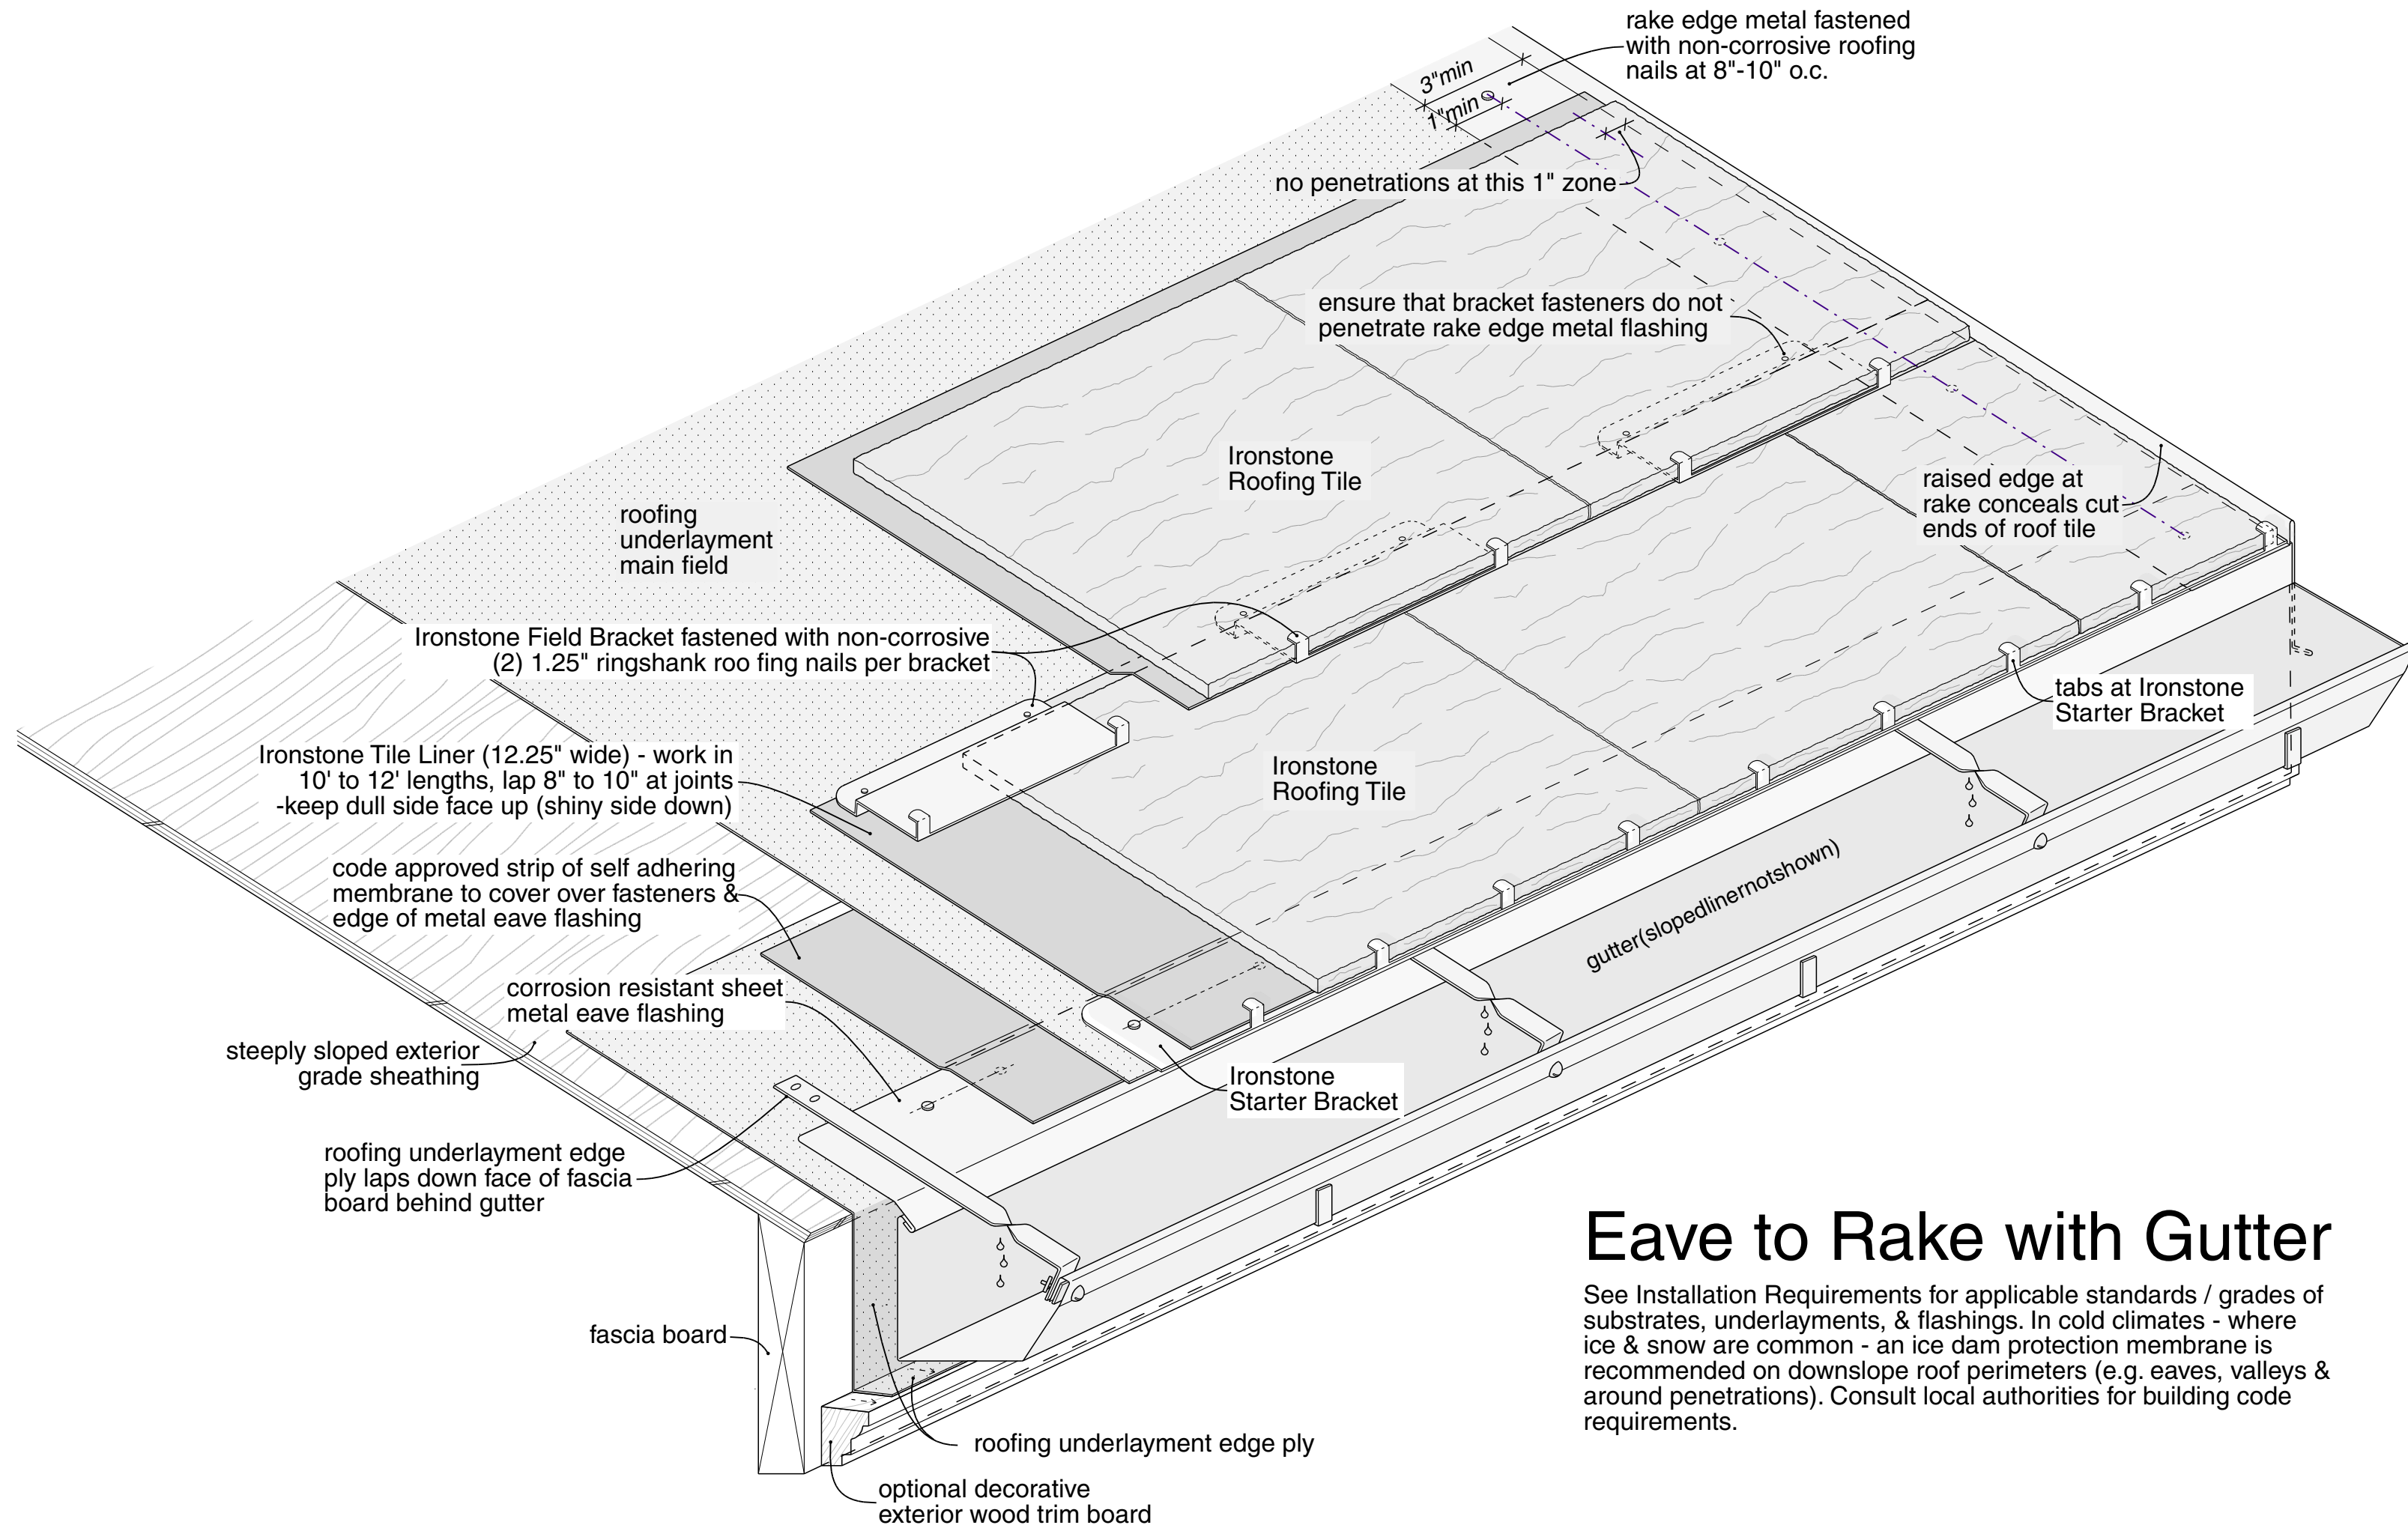 rake edge metal fastened
with non-corrosive roofing
nails at 8"-10" o.c.
3"min
1"min
no penetrations at this 1" zone
ensure that bracket fasteners do not
penetrate rake edge metal flashing
Ironstone
Roofing Tile
raised edge at
rake conceals cut
ends of roof tile
roofing
underlayment
main field
Ironstone Field Bracket fastened with non-corrosive
(2) 1.25" ringshank roo fing nails per bracket
tabs at Ironstone
Starter Bracket
Ironstone Tile Liner (12.25" wide) - work in
10' to 12' lengths, lap 8" to 10" at joints
-keep dull side face up (shiny side down)
Ironstone
Roofing Tile
code approved strip of self adhering
membrane to cover over fasteners &
edge of metal eave flashing
gutter(slopedlinernotshown)
corrosion resistant sheet
metal eave flashing
steeply sloped exterior
grade sheathing
Ironstone
Starter Bracket
roofing underlayment edge
ply laps down face of fascia
board behind gutter
fascia board
roofing underlayment edge ply
optional decorative
exterior wood trim board
Eave to Rake with Gutter
See Installation Requirements for applicable standards / grades of
substrates, underlayments, & flashings. In cold climates - where
ice & snow are common - an ice dam protection membrane is
recommended on downslope roof perimeters (e.g. eaves, valleys &
around penetrations). Consult local authorities for building code
requirements.